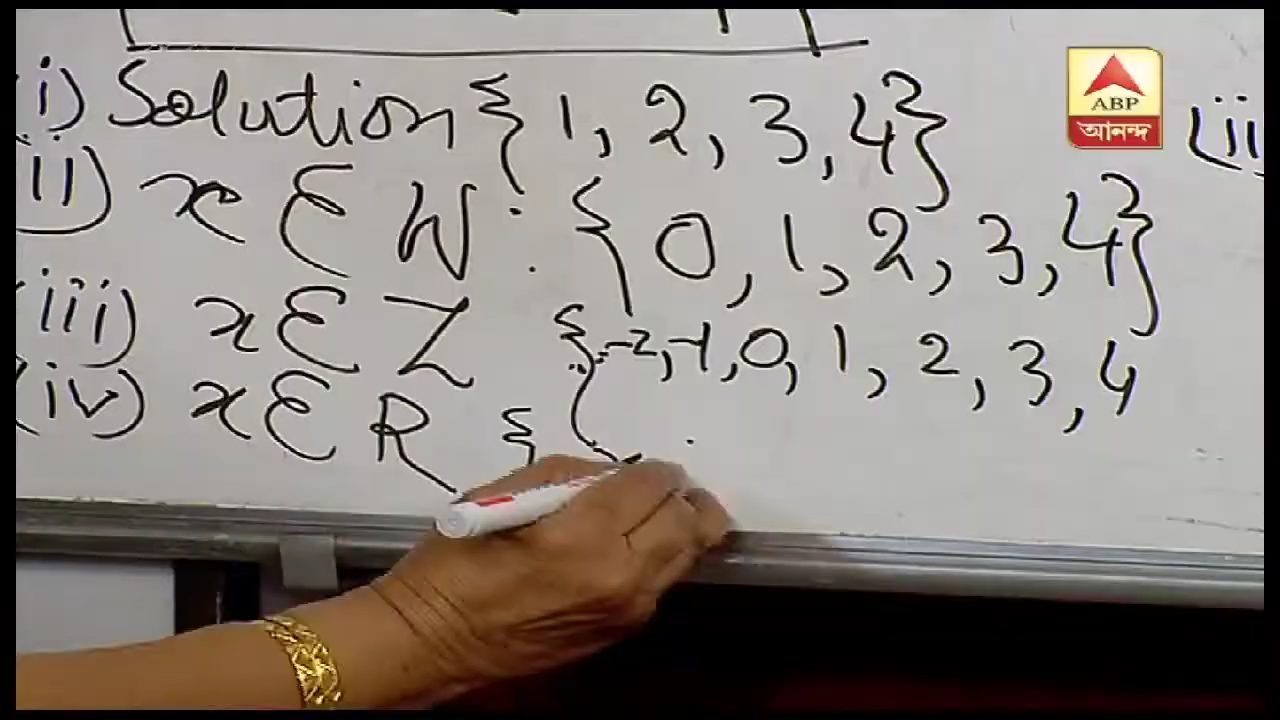 i) Solution {1, 2, 3, 4}
ABP
আনন্দ
(ii
ii) x ∈ W : {0, 1, 2, 3, 4}
(iii) x ∈ Z {...-2, -1, 0, 1, 2, 3, 4
(iv) x ∈ R {